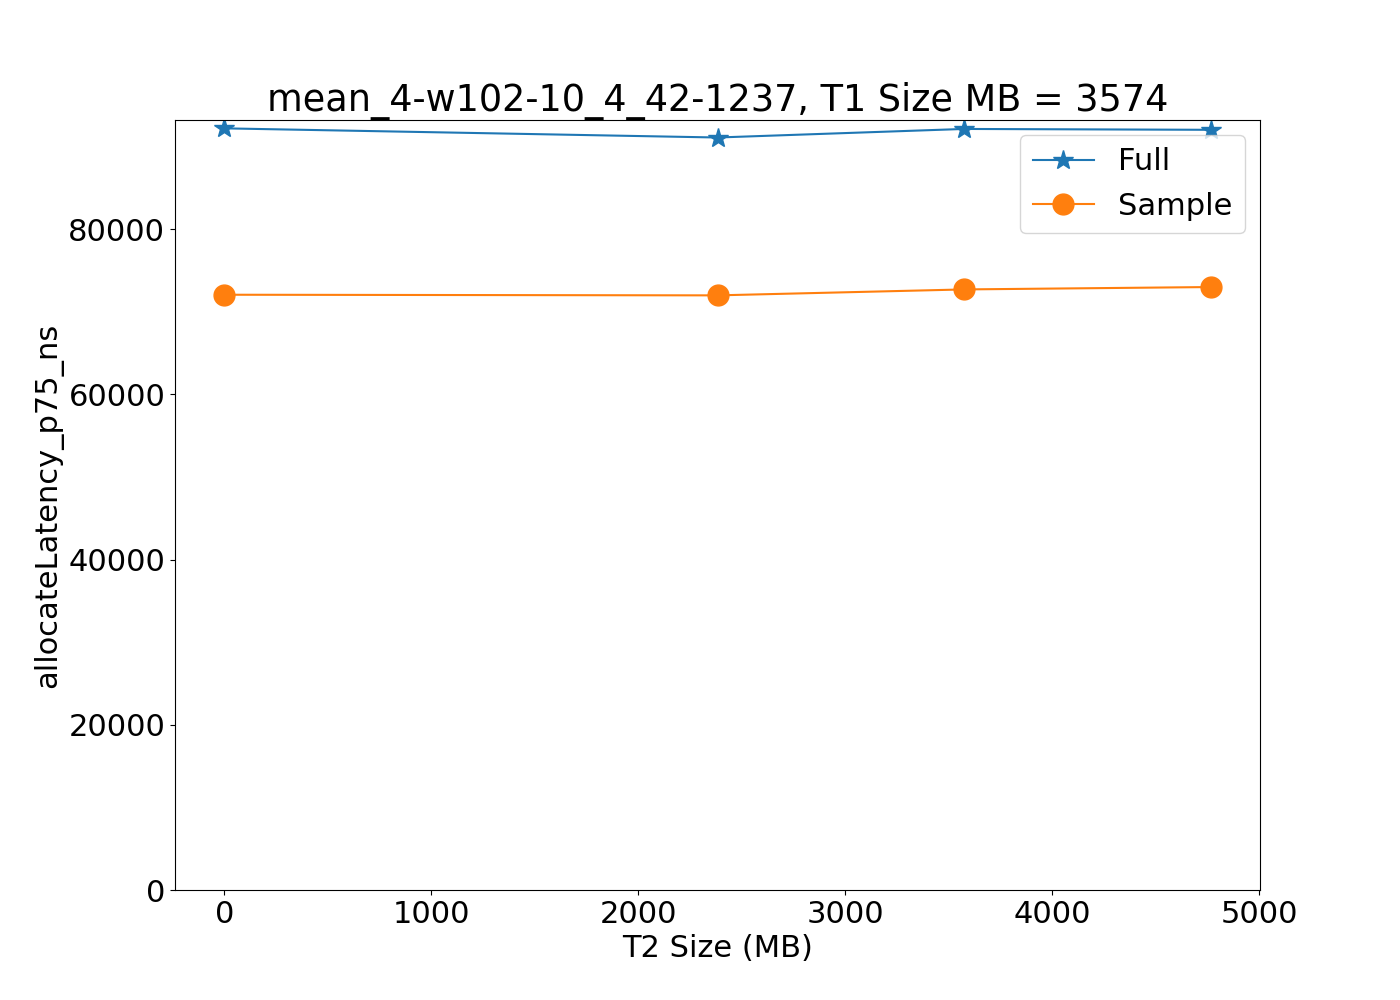 mean_4-w102-10_4_42-1237, T1 Size MB = 3574
Full
Sample
allocateLatency_p75_ns
80000
60000
40000
20000
0
0 1000 2000 3000 4000 5000
T2 Size (MB)